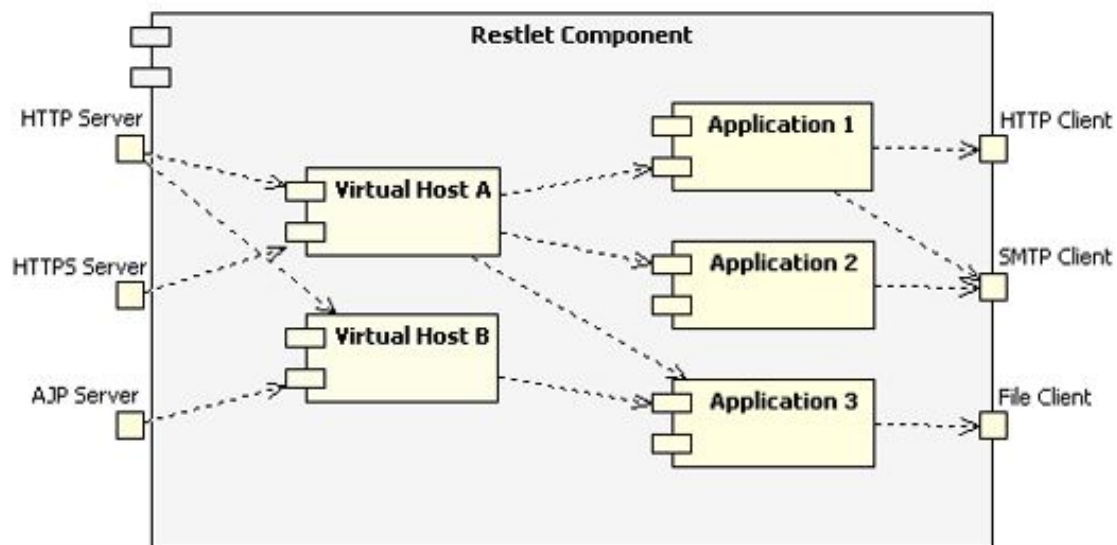 Restlet Component
HTTP Server
HTTP Client
Application 1
Virtual Host A
HTTPS Server
SMTP Client
Application 2
Virtual Host B
AJP Server
File Client
Application 3